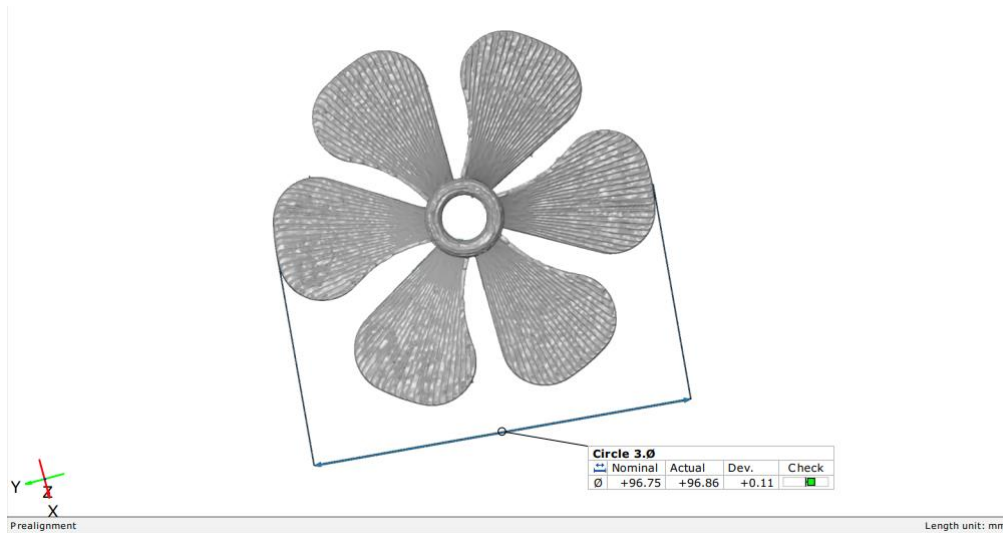 Circle 3.Ø
Nominal Actual Dev. Check
Ø +96.75 +96.86 +0.11
Y
Z
X
Prealignment Length unit: mm